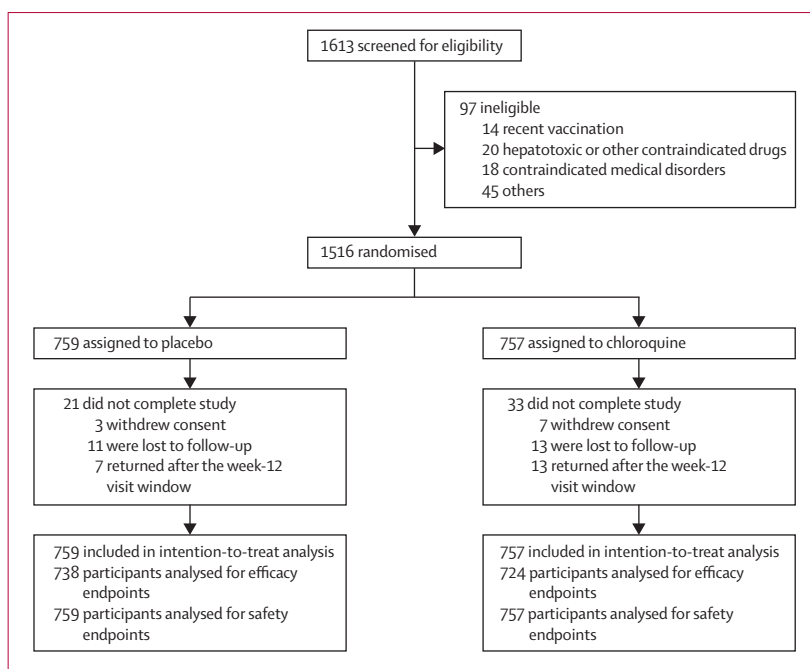 1613 screened for eligibility
97 ineligible
14 recent vaccination
20 hepatotoxic or other contraindicated drugs
18 contraindicated medical disorders
45 others
1516 randomised
759 assigned to placebo
757 assigned to chloroquine
21 did not complete study
3 withdrew consent
11 were lost to follow-up
7 returned after the week-12
visit window
33 did not complete study
7 withdrew consent
13 were lost to follow-up
13 returned after the week-12
visit window
759 included in intention-to-treat analysis
738 participants analysed for efficacy
endpoints
759 participants analysed for safety
endpoints
757 included in intention-to-treat analysis
724 participants analysed for efficacy
endpoints
757 participants analysed for safety
endpoints